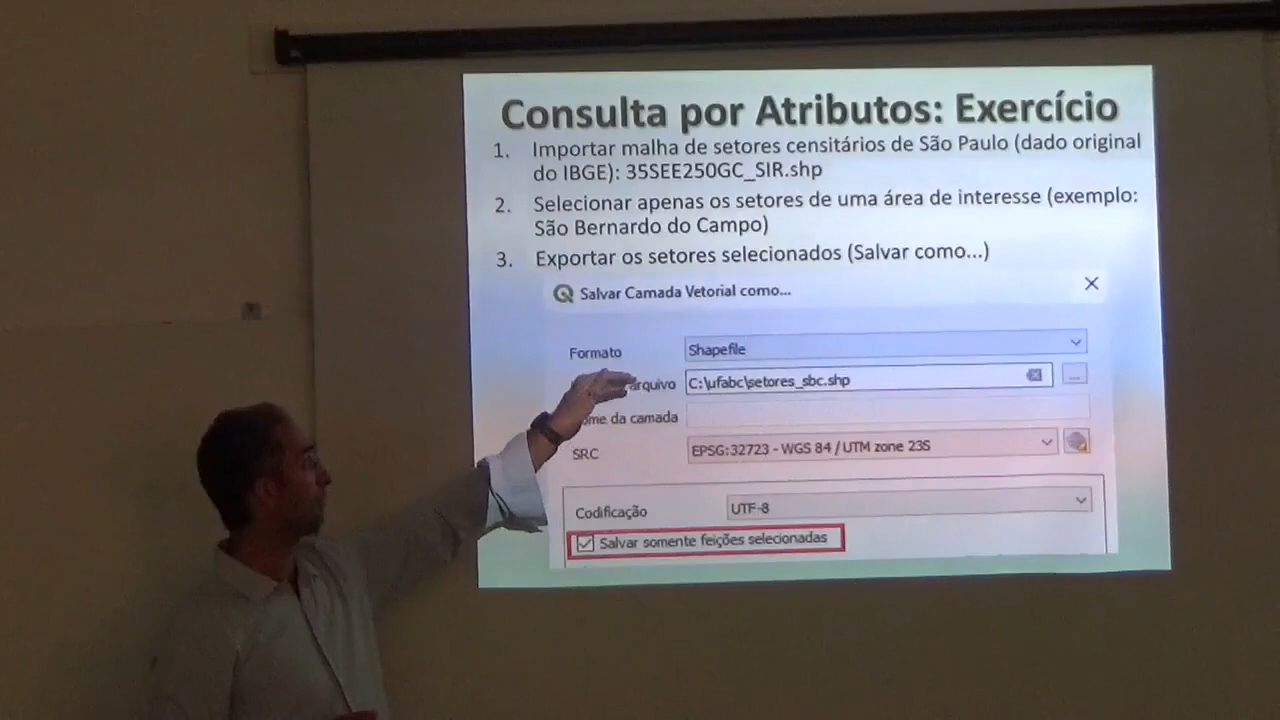 Consulta por Atributos: Exercício
1. Importar malha de setores censitários de São Paulo (dado original
do IBGE): 35SEE250GC_SIR.shp
2. Selecionar apenas os setores de uma área de interesse (exemplo:
São Bernardo do Campo)
3. Exportar os setores selecionados (Salvar como...)
Salvar Camada Vetorial como...
Formato Shapefile
arquivo C:\ufabc\setores_sbc.shp ...
ome da camada
SRC EPSG:32723 - WGS 84 / UTM zone 23S
Codificação UTF-8
Salvar somente feições selecionadas